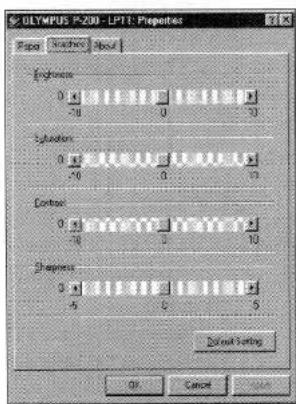 OLYMPUS P-200 - LPT1: Properties
Paper Graphics About
Brightness
0
-10 0 10
Saturation
0
-10 0 10
Contrast
0
-10 0 10
Sharpness
0
-5 0 5
Default Setting
OK Cancel Apply